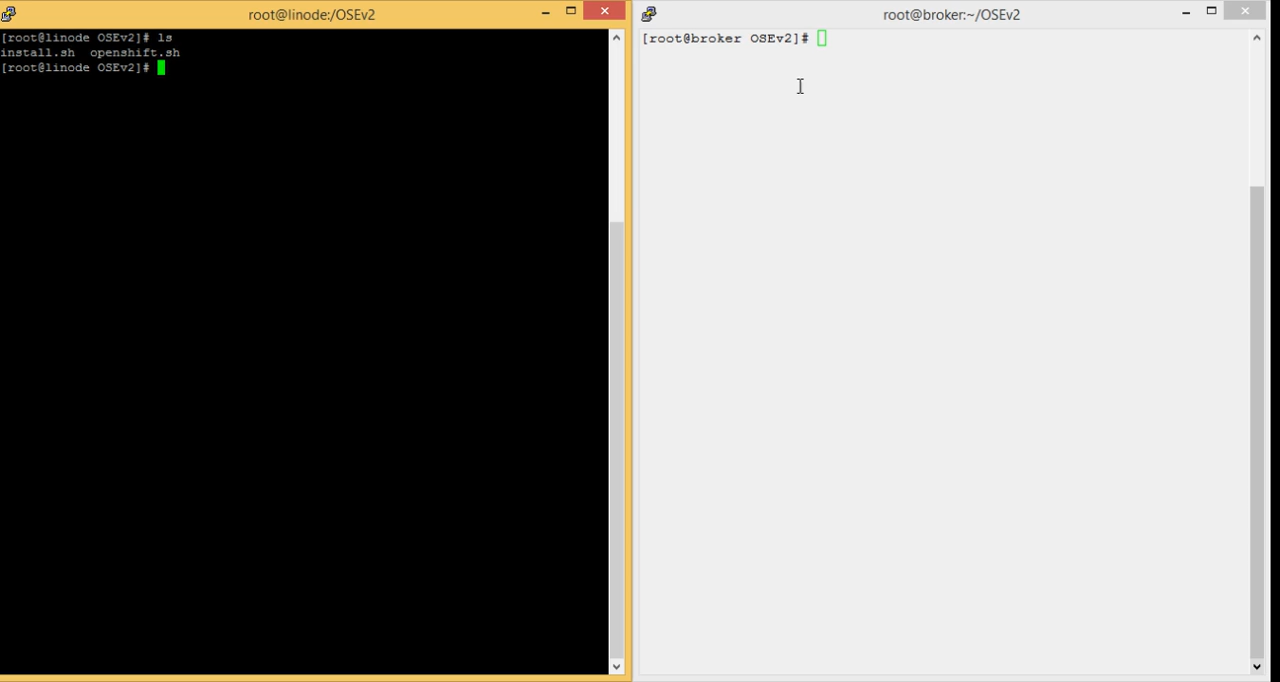 root@linode:/OSEv2
[root@linode OSEv2]# ls
install.sh  openshift.sh
[root@linode OSEv2]#
root@broker:~/OSEv2
[root@broker OSEv2]#